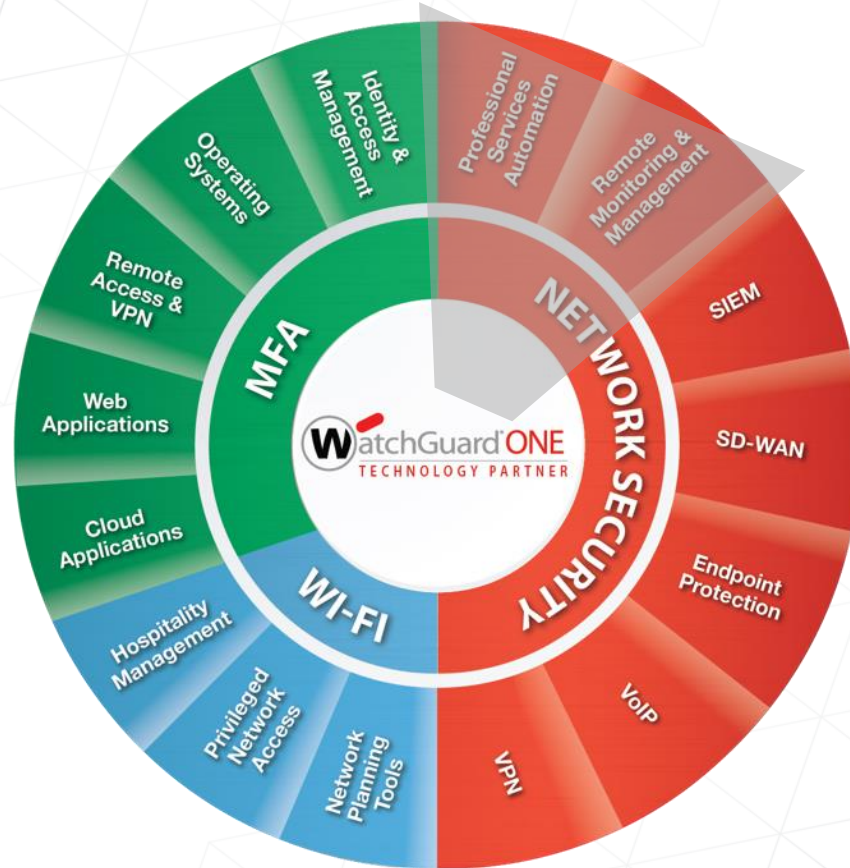 Identity &
Access
Management
Professional
Services
Automation
Remote
Monitoring &
Management
SIEM
SD-WAN
Endpoint
Protection
VoIP
VPN
Network
Planning
Tools
Privileged
Network
Access
Hospitality
Management
Cloud
Applications
Web
Applications
Remote
Access &
VPN
Operating
Systems
MFA
NETWORK SECURITY
WI-FI
WatchGuard ONE
TECHNOLOGY PARTNER